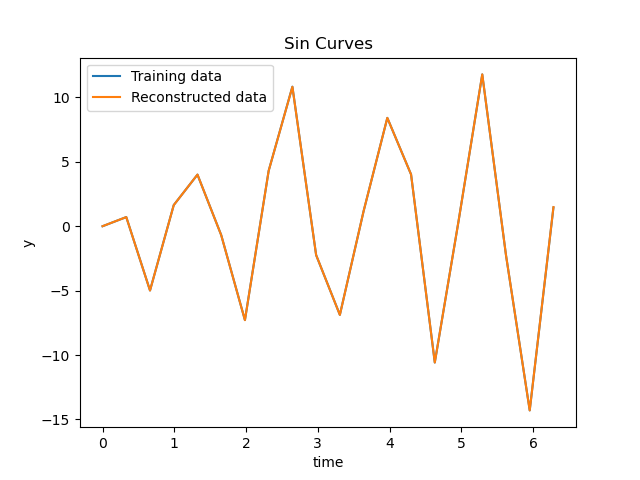 Sin Curves
Training data
Reconstructed data
10
5
0
−5
−10
−15
y
0 1 2 3 4 5 6
time